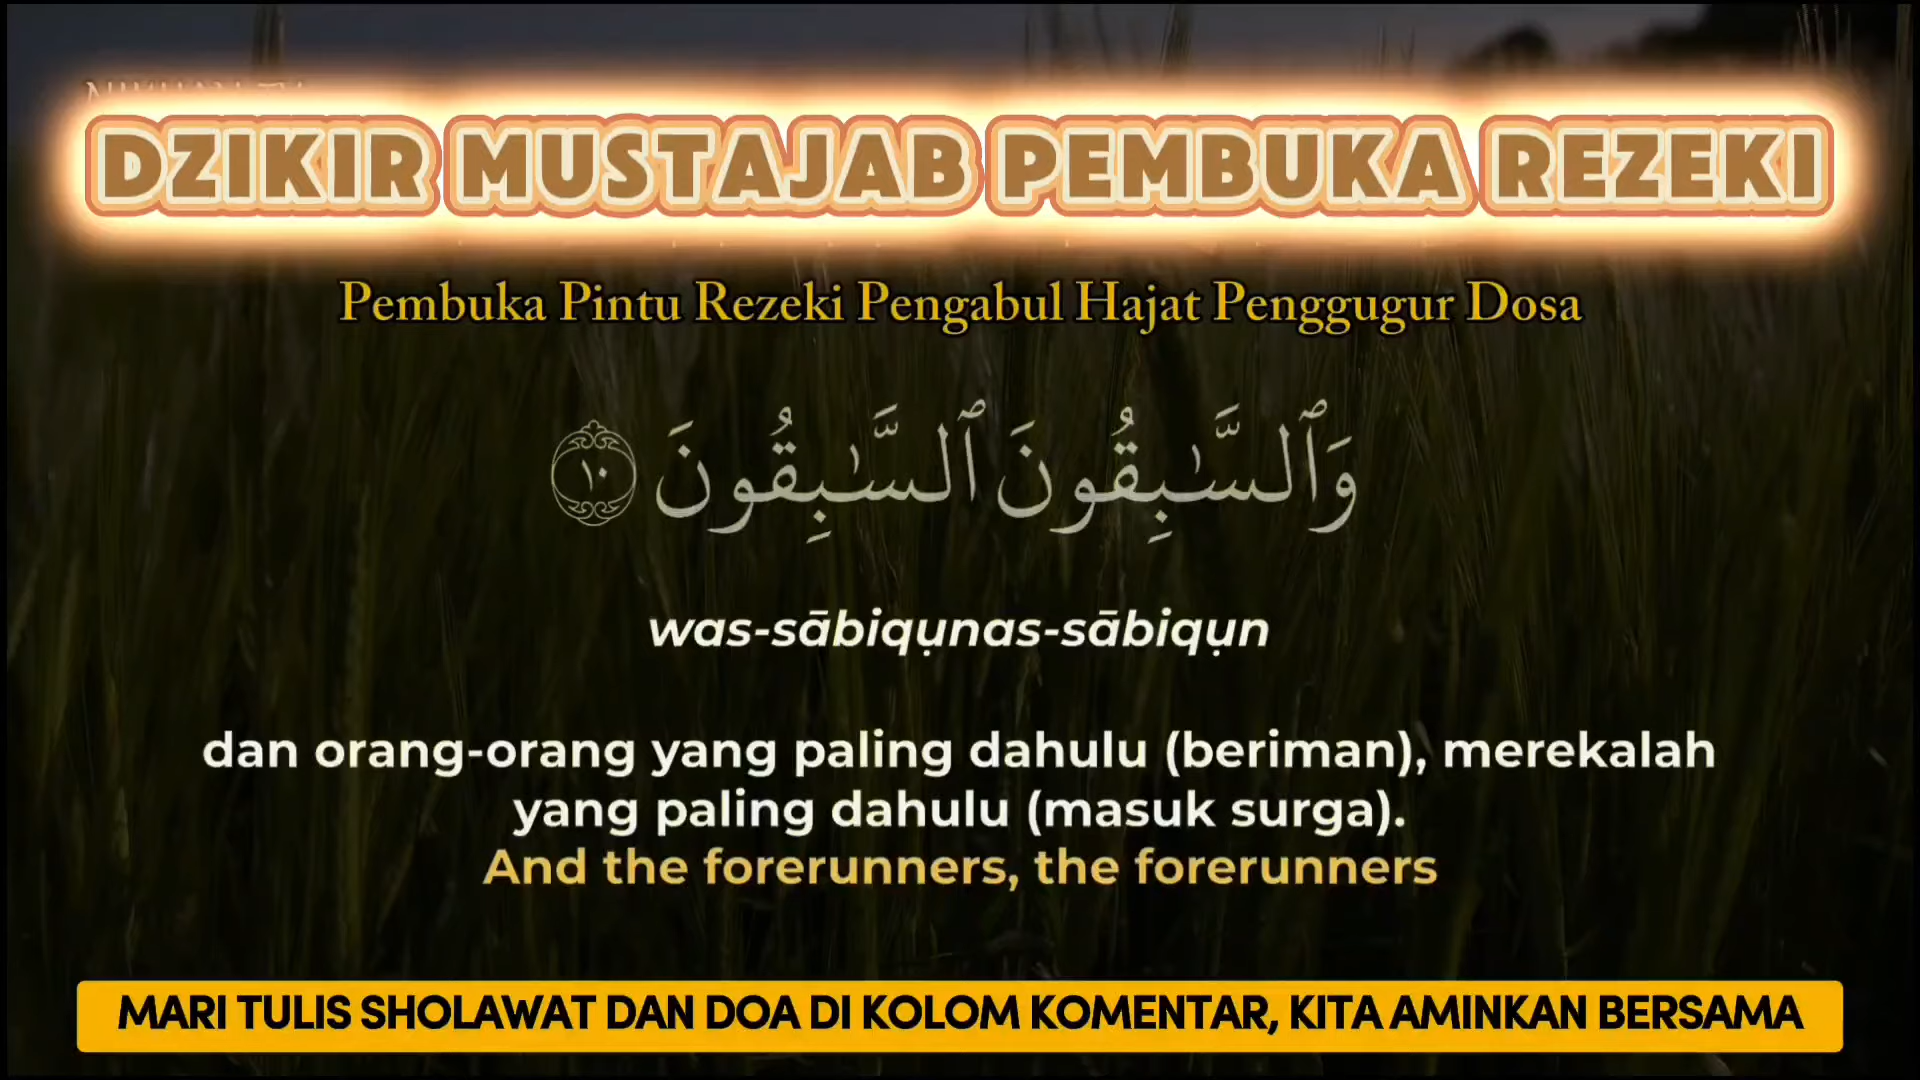 DZIKIR MUSTAJAB PEMBUKA REZEKI
Pembuka Pintu Rezeki Pengabul Hajat Penggugur Dosa
وَٱلسَّـٰبِقُونَ ٱلسَّـٰبِقُونَ ١٠
was-sābiqụnas-sābiqụn
dan orang-orang yang paling dahulu (beriman), merekalah
yang paling dahulu (masuk surga).
And the forerunners, the forerunners
MARI TULIS SHOLAWAT DAN DOA DI KOLOM KOMENTAR, KITA AMINKAN BERSAMA